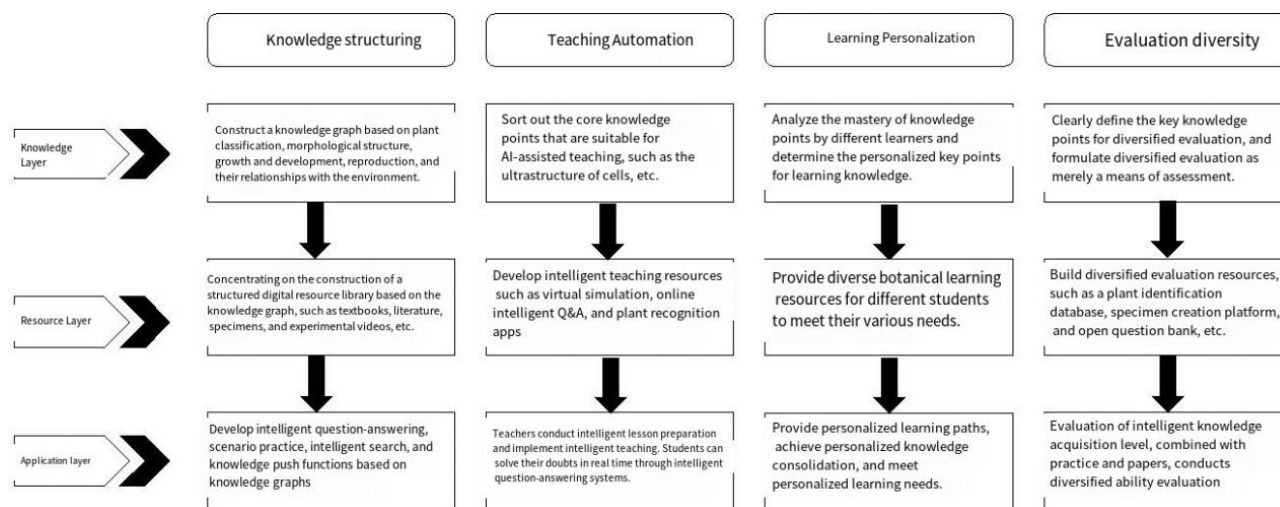 Knowledge structuring
Teaching Automation
Learning Personalization
Evaluation diversity
Knowledge
Layer
Construct a knowledge graph based on plant
classification, morphological structure,
growth and development, reproduction, and
their relationships with the environment.
Sort out the core knowledge
points that are suitable for
AI-assisted teaching, such as the
ultrastructure of cells, etc.
Analyze the mastery of knowledge
points by different learners and
determine the personalized key points
for learning knowledge.
Clearly define the key knowledge
points for diversified evaluation, and
formulate diversified evaluation as
merely a means of assessment.
Resource Layer
Concentrating on the construction of a
structured digital resource library based on the
knowledge graph, such as textbooks, literature,
specimens, and experimental videos, etc.
Develop intelligent teaching resources
such as virtual simulation, online
intelligent Q&A, and plant recognition
apps
Provide diverse botanical learning
resources for different students
to meet their various needs.
Build diversified evaluation resources,
such as a plant identification
database, specimen creation platform,
and open question bank, etc.
Application layer
Develop intelligent question-answering,
scenario practice, intelligent search, and
knowledge push functions based on
knowledge graphs
Teachers conduct intelligent lesson preparation
and implement intelligent teaching. Students can
solve their doubts in real time through intelligent
question-answering systems.
Provide personalized learning paths,
achieve personalized knowledge
consolidation, and meet
personalized learning needs.
Evaluation of intelligent knowledge
acquisition level, combined with
practice and papers, conducts
diversified ability evaluation